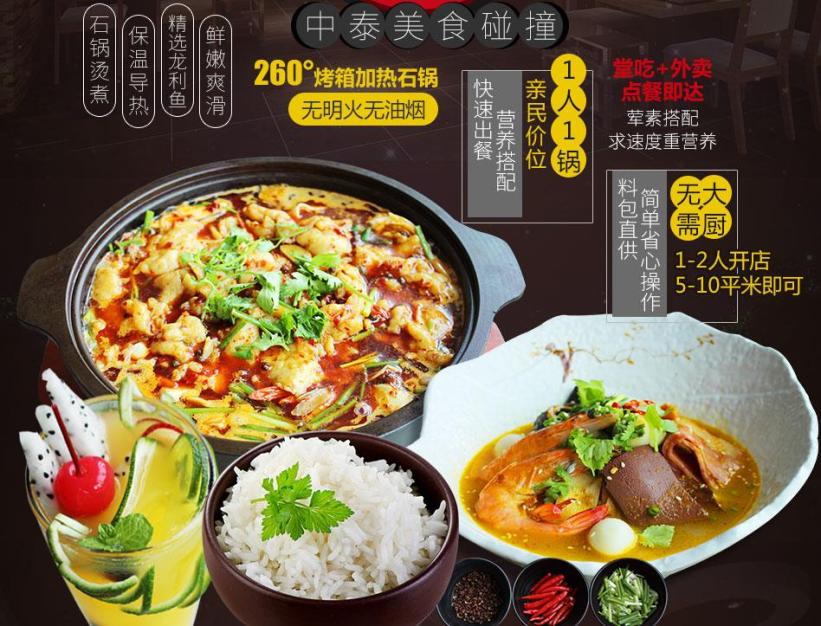 中泰美食碰撞
石锅烫煮
保温导热
精选龙利鱼
鲜嫩爽滑
260°烤箱加热石锅
无明火无油烟
快速出餐
营养搭配
亲民价位
1人1锅
堂吃+外卖
点餐即达
荤素搭配
求速度重营养
料包直供
简单省心操作
无需
大厨
1-2人开店
5-10平米即可